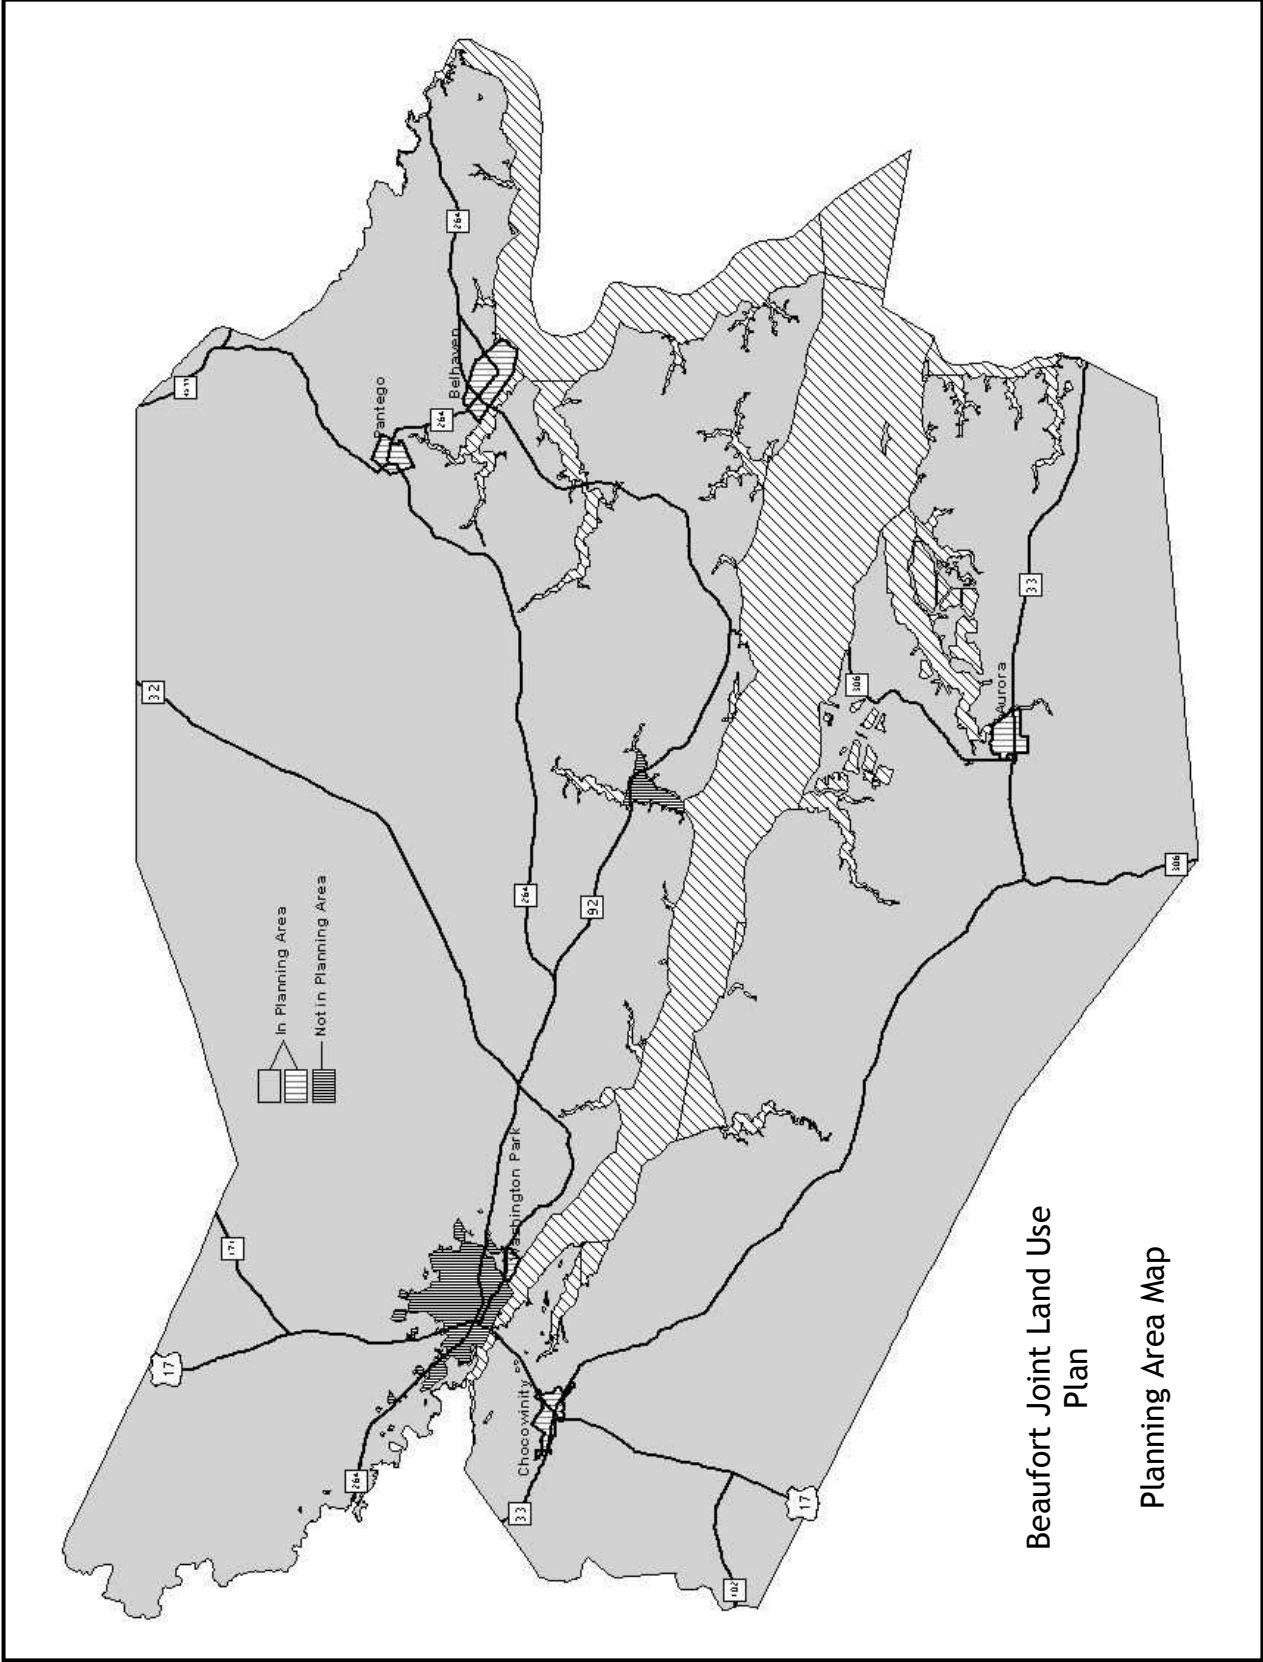 32
17
171
In Planning Area
Not in Planning Area
264
Pantego
264
Belhaven
264
Washington Park
33
Chocowinity
264
92
102
17
306
Aurora
33
Beaufort Joint Land Use
Plan
Planning Area Map
306